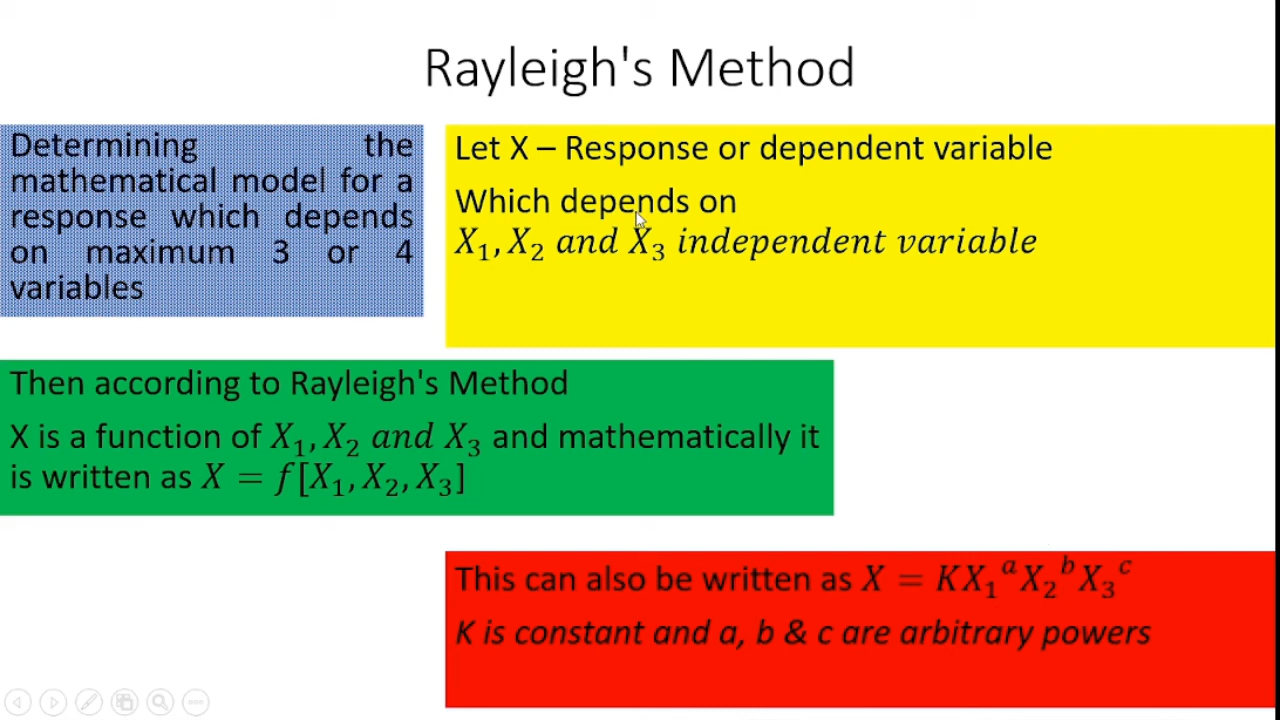 Rayleigh's Method
Determining the
mathematical model for a
response which depends
on maximum 3 or 4
variables
Let X – Response or dependent variable
Which depends on
X₁, X₂ and X₃ independent variable
Then according to Rayleigh's Method
X is a function of X₁, X₂ and X₃ and mathematically it
is written as X = f[X₁, X₂, X₃]
This can also be written as X = KX₁ᵃX₂ᵇX₃ᶜ
K is constant and a, b & c are arbitrary powers